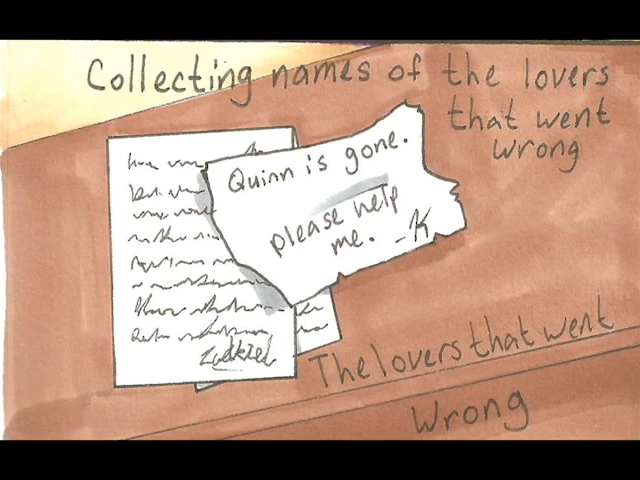 Collecting names of the lovers
that went
wrong
Quinn is gone.
please help
me. -K
The lovers that went
Wrong